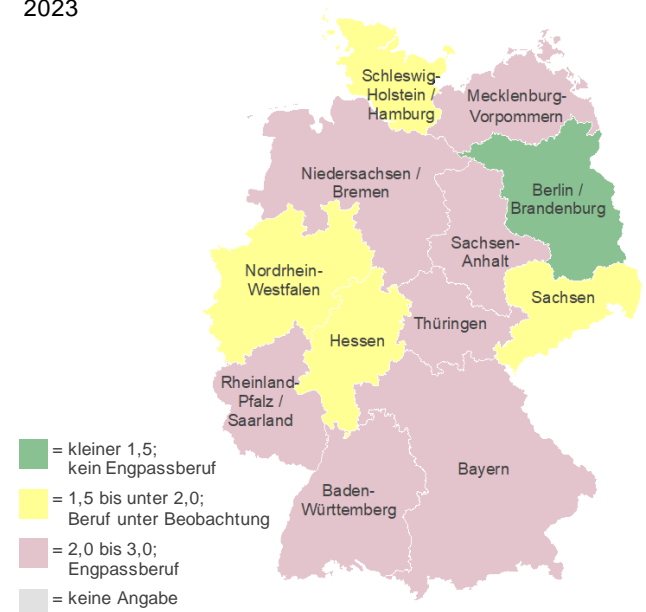 2023
Schleswig-
Holstein /
Hamburg
Mecklenburg-
Vorpommern
Niedersachsen /
Bremen
Berlin /
Brandenburg
Sachsen-
Anhalt
Nordrhein-
Westfalen
Sachsen
Thüringen
Hessen
Rheinland-
Pfalz /
Saarland
Bayern
Baden-
Württemberg
= kleiner 1,5;
kein Engpassberuf
= 1,5 bis unter 2,0;
Beruf unter Beobachtung
= 2,0 bis 3,0;
Engpassberuf
= keine Angabe